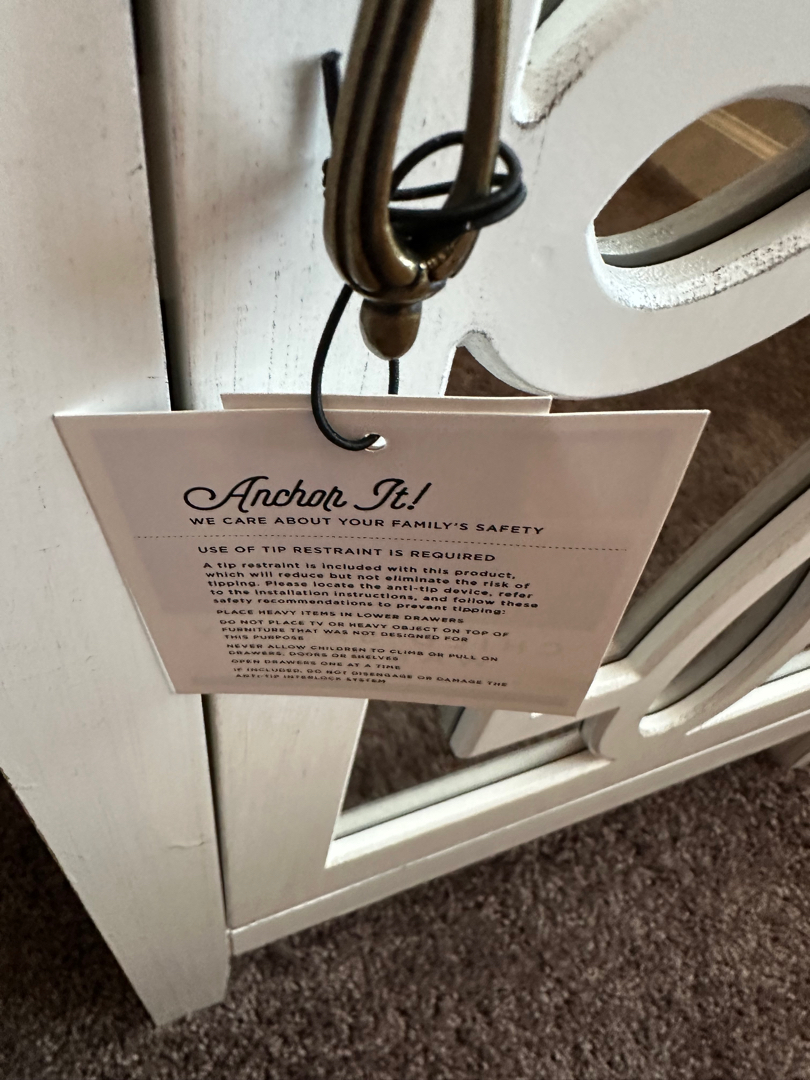 Anchor It!
WE CARE ABOUT YOUR FAMILY'S SAFETY
USE OF TIP RESTRAINT IS REQUIRED
A tip restraint is included with this product,
which will reduce but not eliminate the risk of
tipping. Please locate the anti-tip device, refer
to the installation instructions, and follow these
safety recommendations to prevent tipping:
PLACE HEAVY ITEMS IN LOWER DRAWERS
DO NOT PLACE TV OR HEAVY OBJECT ON TOP OF
FURNITURE THAT WAS NOT DESIGNED FOR
THIS PURPOSE
NEVER ALLOW CHILDREN TO CLIMB OR PULL ON
DRAWERS, DOORS OR SHELVES
OPEN DRAWERS ONE AT A TIME
IF INCLUDED, DO NOT DISENGAGE OR DAMAGE THE
ANTI-TIP INTERLOCK SYSTEM